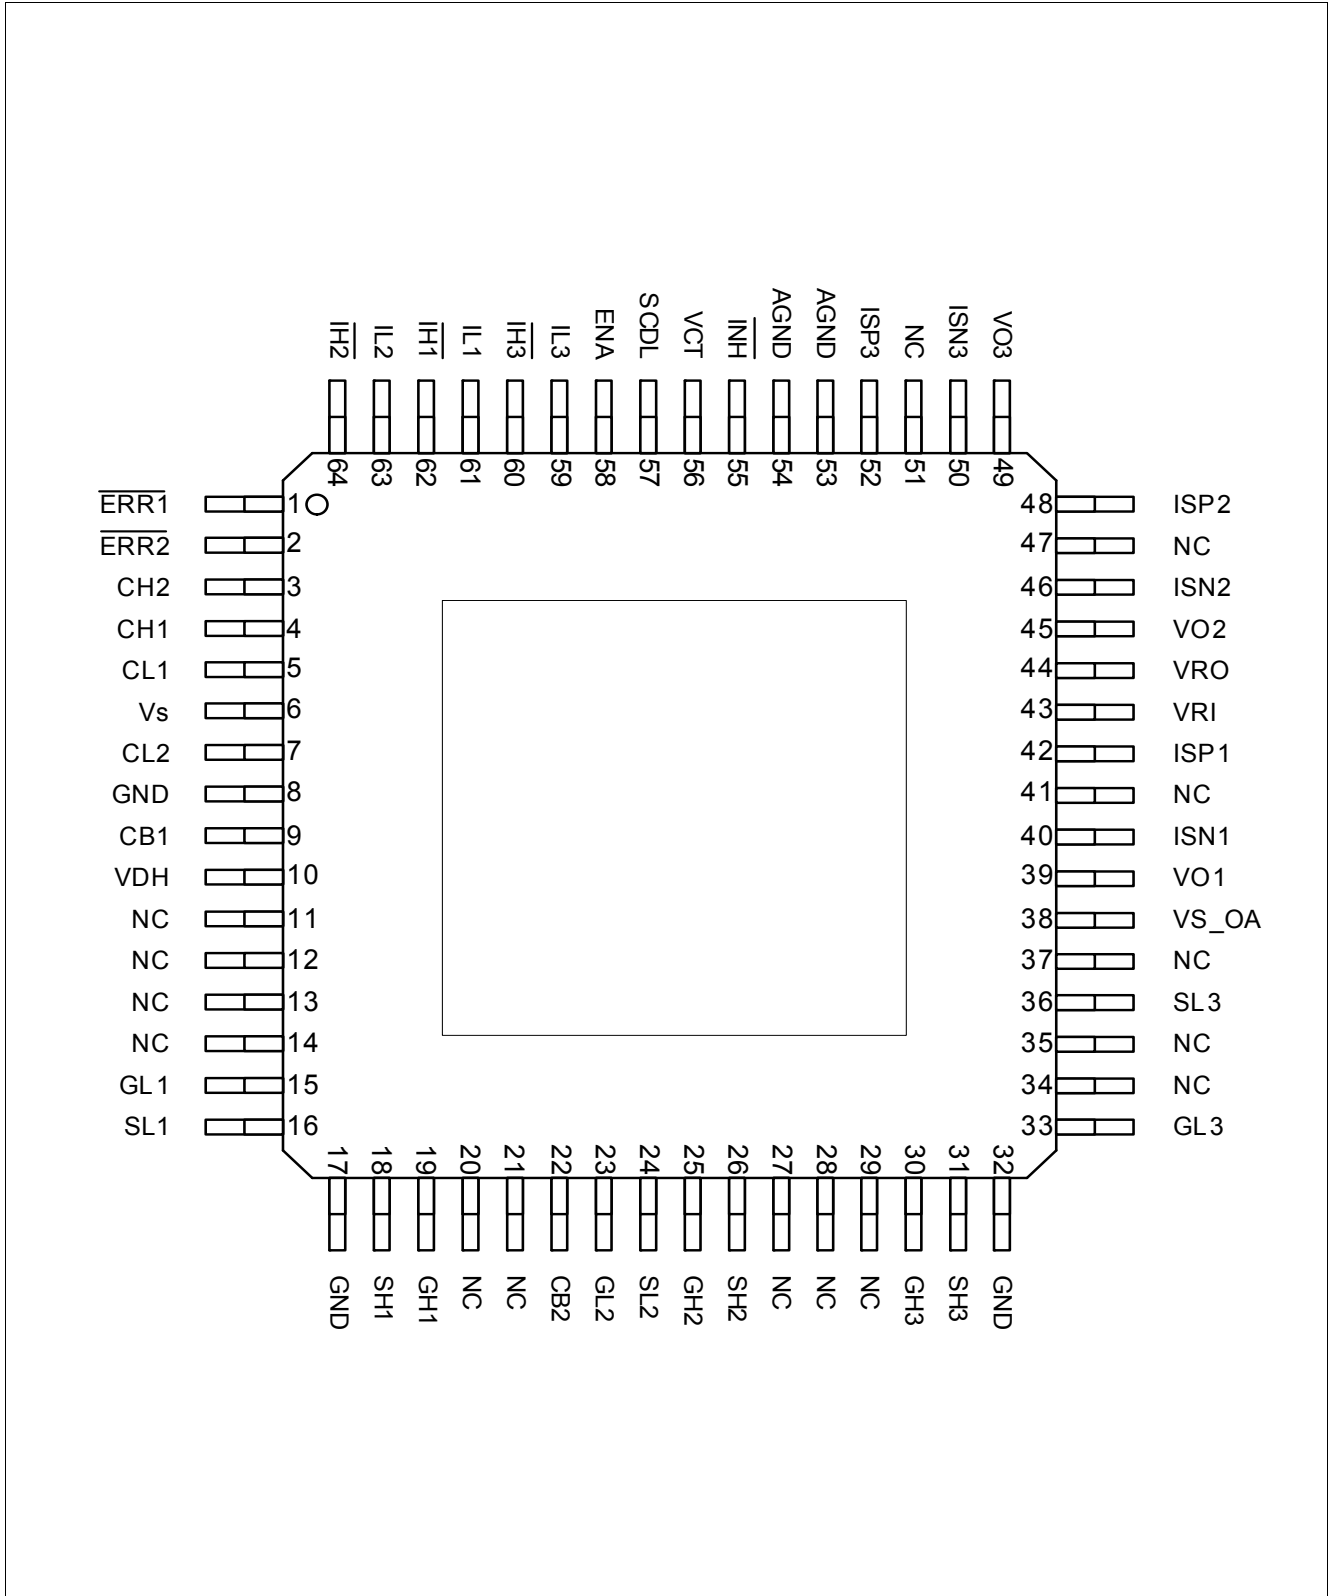 IH2 IL2 IH1 IL1 IH3 IL3 ENA SCDL VCT INH AGND AGND ISP3 NC ISN3 VO3
64 63 62 61 60 59 58 57 56 55 54 53 52 51 50 49
ERR1 1 48 ISP2
ERR2 2 47 NC
CH2 3 46 ISN2
CH1 4 45 VO2
CL1 5 44 VRO
Vs 6 43 VRI
CL2 7 42 ISP1
GND 8 41 NC
CB1 9 40 ISN1
VDH 10 39 VO1
NC 11 38 VS_OA
NC 12 37 NC
NC 13 36 SL3
NC 14 35 NC
GL1 15 34 NC
SL1 16 33 GL3
17 18 19 20 21 22 23 24 25 26 27 28 29 30 31 32
GND SH1 GH1 NC NC CB2 GL2 SL2 GH2 SH2 NC NC NC GH3 SH3 GND